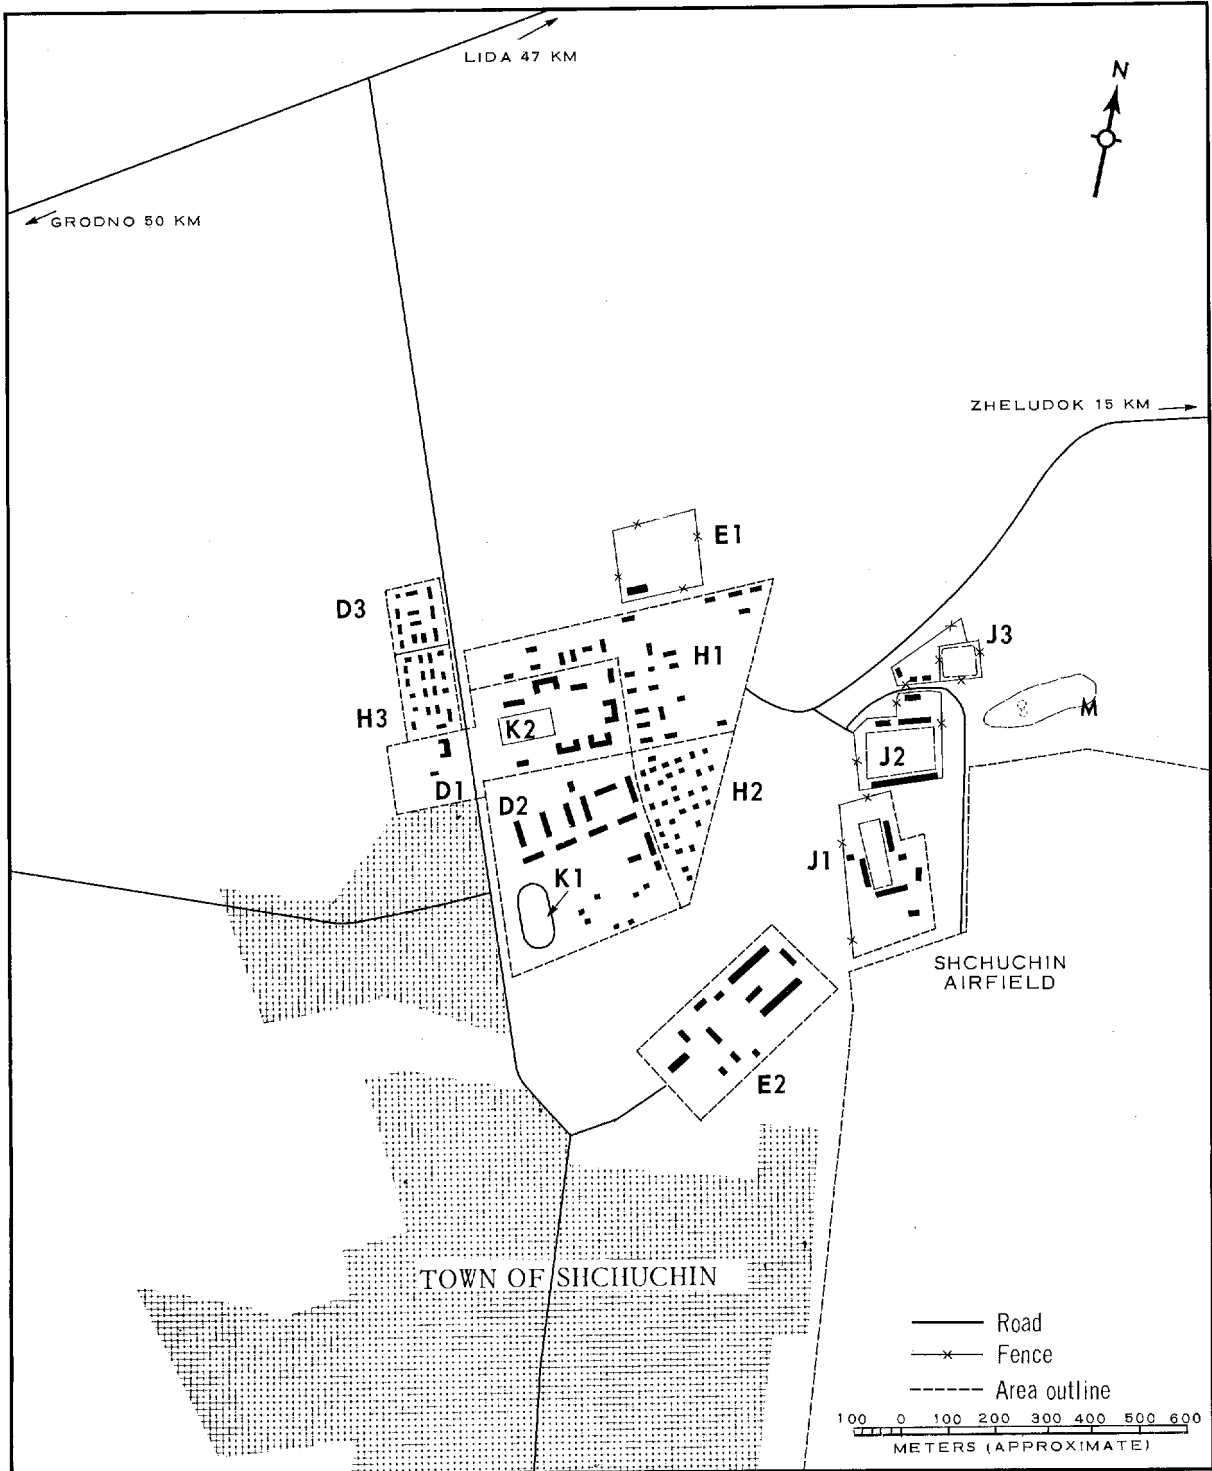 LIDA 47 KM
N
GRODNO 50 KM
ZHELUDOK 15 KM
E1
D3
J3
H1
M
H3
K2
J2
D1
D2
H2
J1
K1
SHCHUCHIN
AIRFIELD
E2
TOWN OF SHCHUCHIN
Road
Fence
Area outline
100 0 100 200 300 400 500 600
METERS (APPROXIMATE)